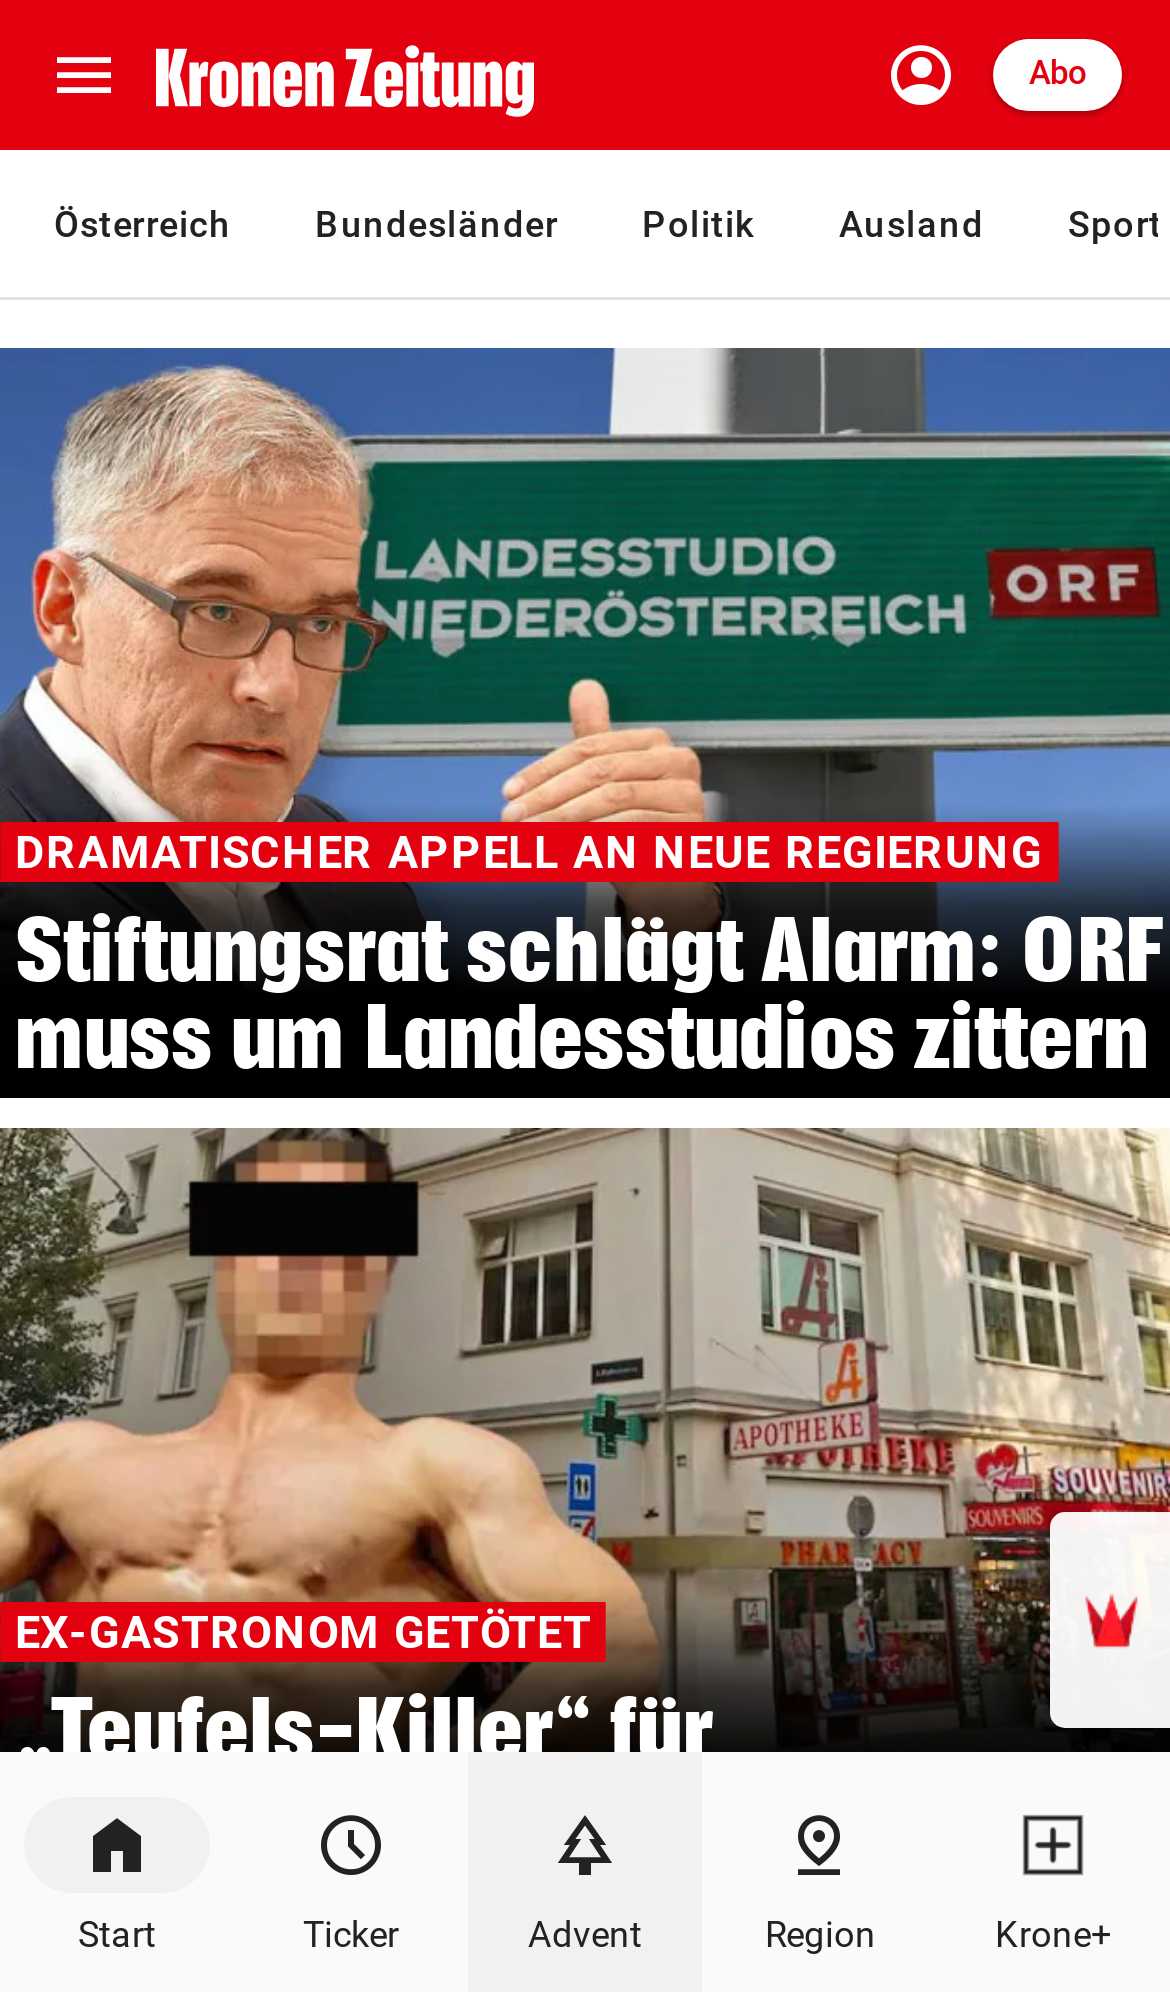 Kronen Zeitung
Abo
Österreich Bundesländer Politik Ausland Sport
LANDESSTUDIO
NIEDERÖSTERREICH
ORF
DRAMATISCHER APPELL AN NEUE REGIERUNG
Stiftungsrat schlägt Alarm: ORF
muss um Landesstudios zittern
APOTHEKE
APOTHEKE
SOUVENIRS
SOUVENIRS
PHARMACY
EX-GASTRONOM GETÖTET
„Teufels-Killer“ für
Start Ticker Advent Region Krone+